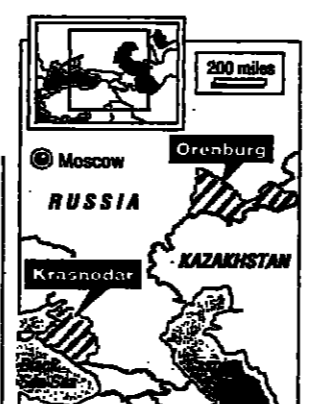 200 miles
Orenburg
Moscow
RUSSIA
KAZAKHSTAN
Krasnodar